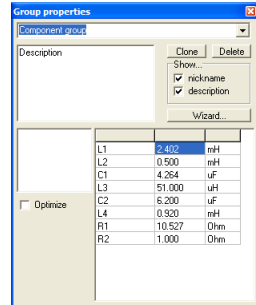 Group properties
Component group
Description
Clone Delete
Show...
nickname
description
Wizard...
Optimize
L1 2.402 mH
L2 0.500 mH
C1 4.264 uF
L3 51.000 uH
C2 6.200 uF
L4 0.920 mH
R1 10.527 Ohm
R2 1.000 Ohm